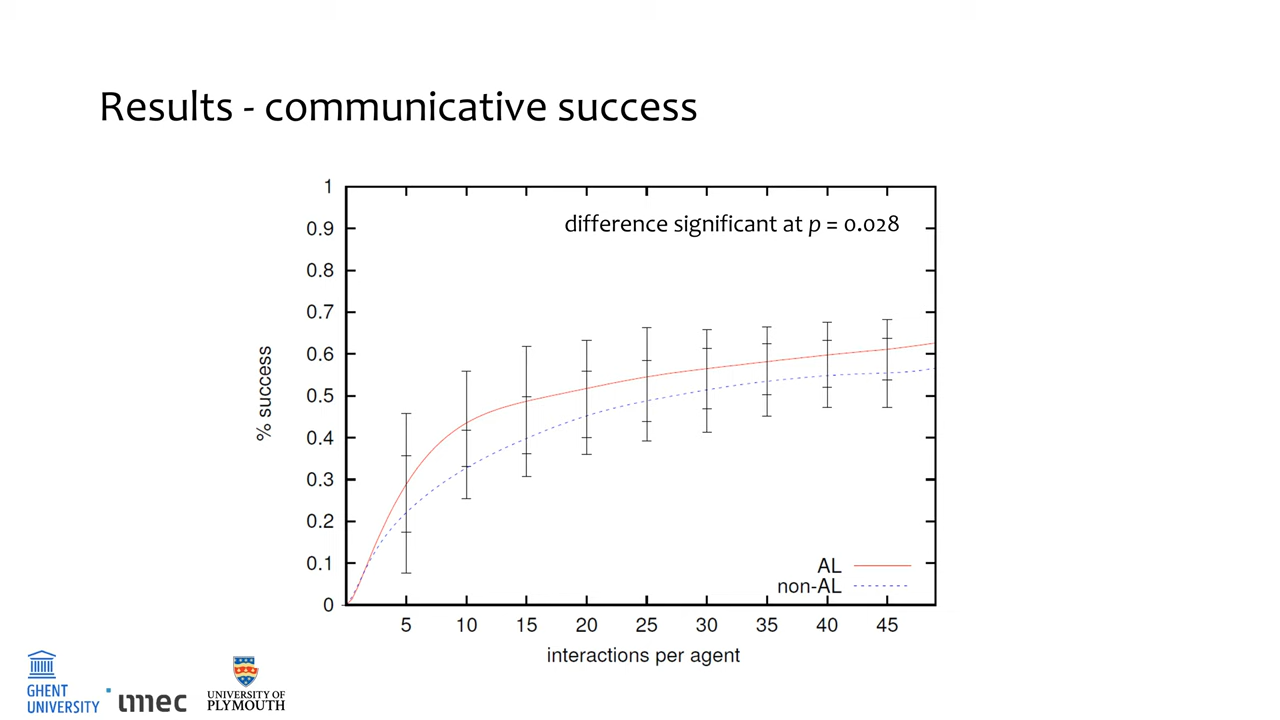 Results - communicative success
1
difference significant at p = 0.028
0.9
0.8
0.7
0.6
0.5
0.4
0.3
0.2
0.1
0
% success
AL
non-AL
5 10 15 20 25 30 35 40 45
interactions per agent
GHENT
UNIVERSITY
imec
UNIVERSITY OF
PLYMOUTH